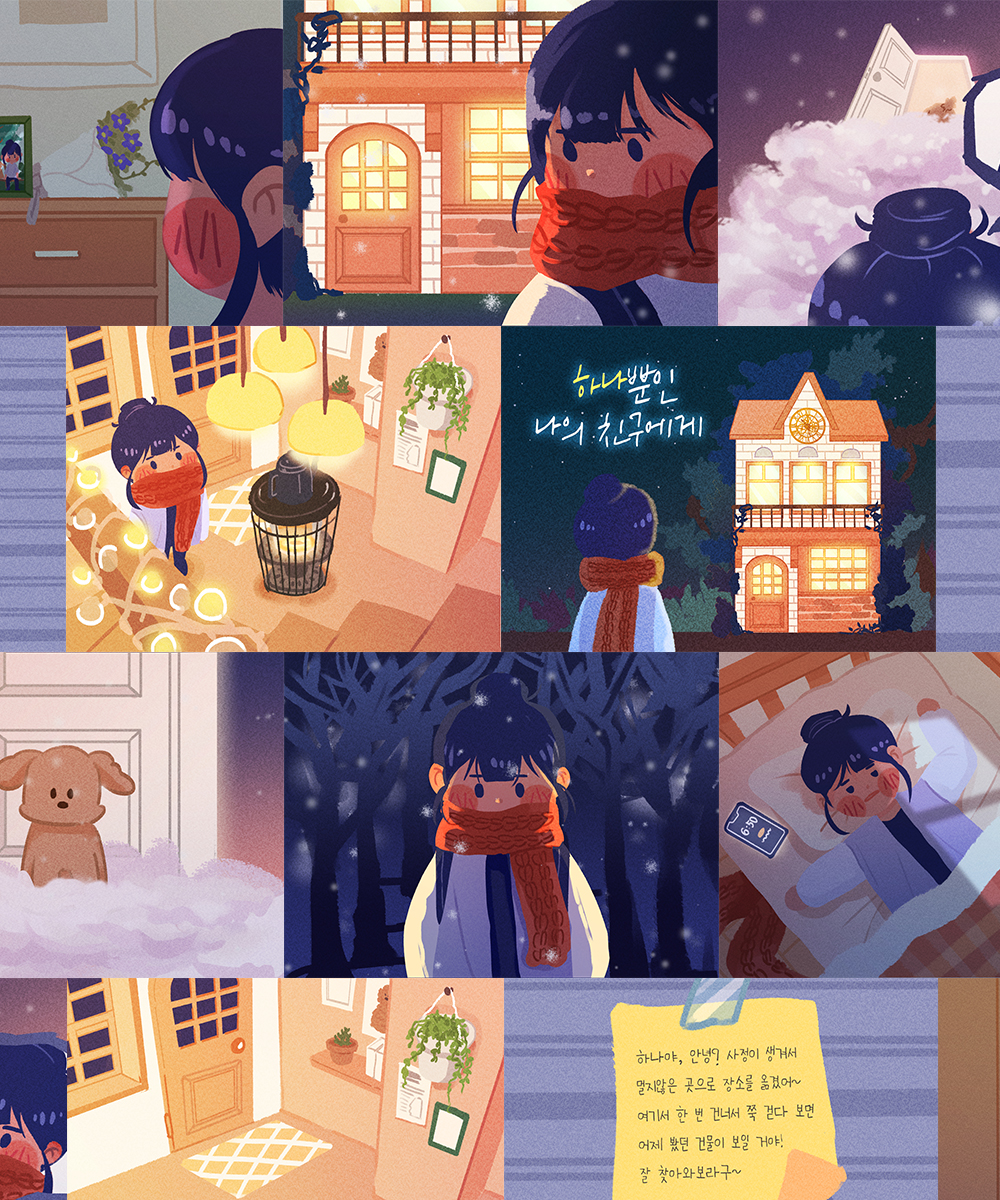 하나뿐인
나의 친구에게
6:50
하나야, 안녕? 사정이 생겨서
멀지않은 곳으로 장소를 옮겼어~
여기서 한 번 건너서 쭉 걷다 보면
어제 봤던 건물이 보일 거야!
잘 찾아와보라구~